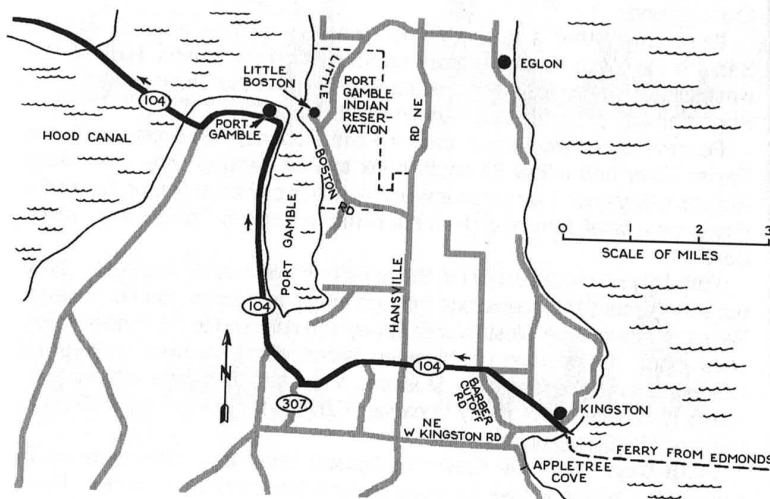 LITTLE
BOSTON
104
HOOD CANAL
PORT
GAMBLE
LITTLE
BOSTON
RD
PORT
GAMBLE
INDIAN
RESER-
VATION
RD NE
HANSVILLE
EGLON
0 1 2 3
SCALE OF MILES
PORT GAMBLE
104
N
307
104
BARBER
CUTOFF
RD
KINGSTON
NE
W KINGSTON RD
FERRY FROM EDMONDS
APPLETREE
COVE